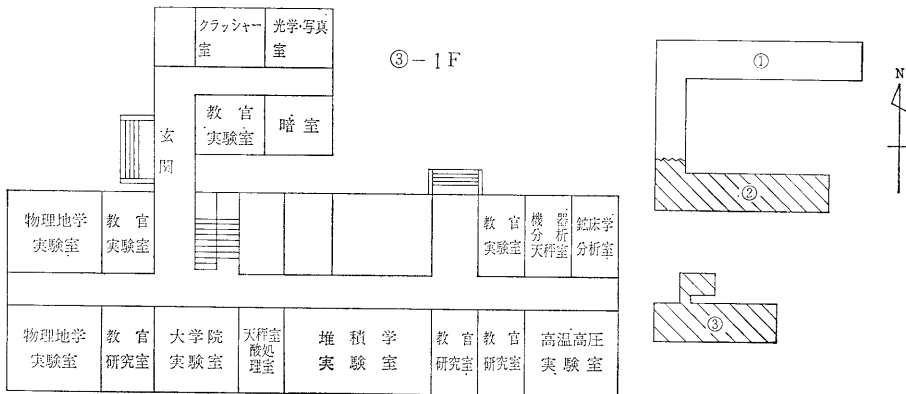 クラッシャー
室
光学・写真
室
③－1F
教官
実験室
暗室
玄
関
物理地学
実験室
教官
実験室
教官
実験室
機器
分析
天秤室
鉱床学
分析室
物理地学
実験室
教官
研究室
大学院
実験室
天秤室
酸処
理室
堆積学
実験室
教官
研究室
教官
研究室
高温高圧
実験室
①
N
②
③